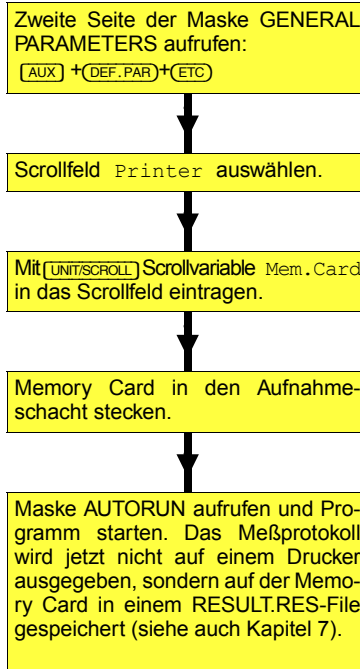 Zweite Seite der Maske GENERAL
PARAMETERS aufrufen:
[AUX] +(DEF.PAR)+(ETC)
Scrollfeld Printer auswählen.
Mit [UNIT/SCROLL] Scrollvariable Mem.Card
in das Scrollfeld eintragen.
Memory Card in den Aufnahme-
schacht stecken.
Maske AUTORUN aufrufen und Pro-
gramm starten. Das Meßprotokoll
wird jetzt nicht auf einem Drucker
ausgegeben, sondern auf der Memo-
ry Card in einem RESULT.RES-File
gespeichert (siehe auch Kapitel 7).